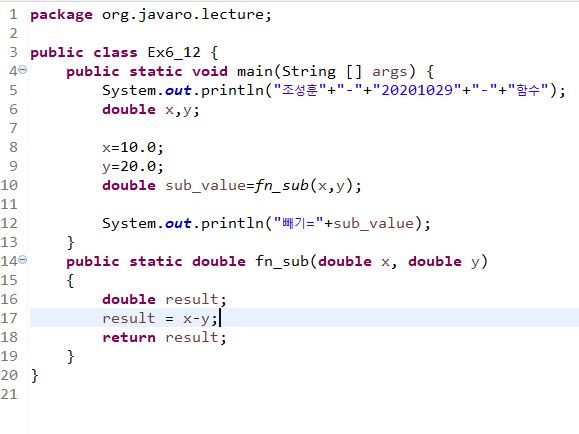 1 package org.javaro.lecture;
2
3 public class Ex6_12 {
4 public static void main(String [] args) {
5 System.out.println("조성훈"+"-"+"20201029"+"-"+"함수");
6 double x,y;
7
8 x=10.0;
9 y=20.0;
10 double sub_value=fn_sub(x,y);
11
12 System.out.println("빼기="+sub_value);
13 }
14 public static double fn_sub(double x, double y)
15 {
16 double result;
17 result = x-y;
18 return result;
19 }
20 }
21